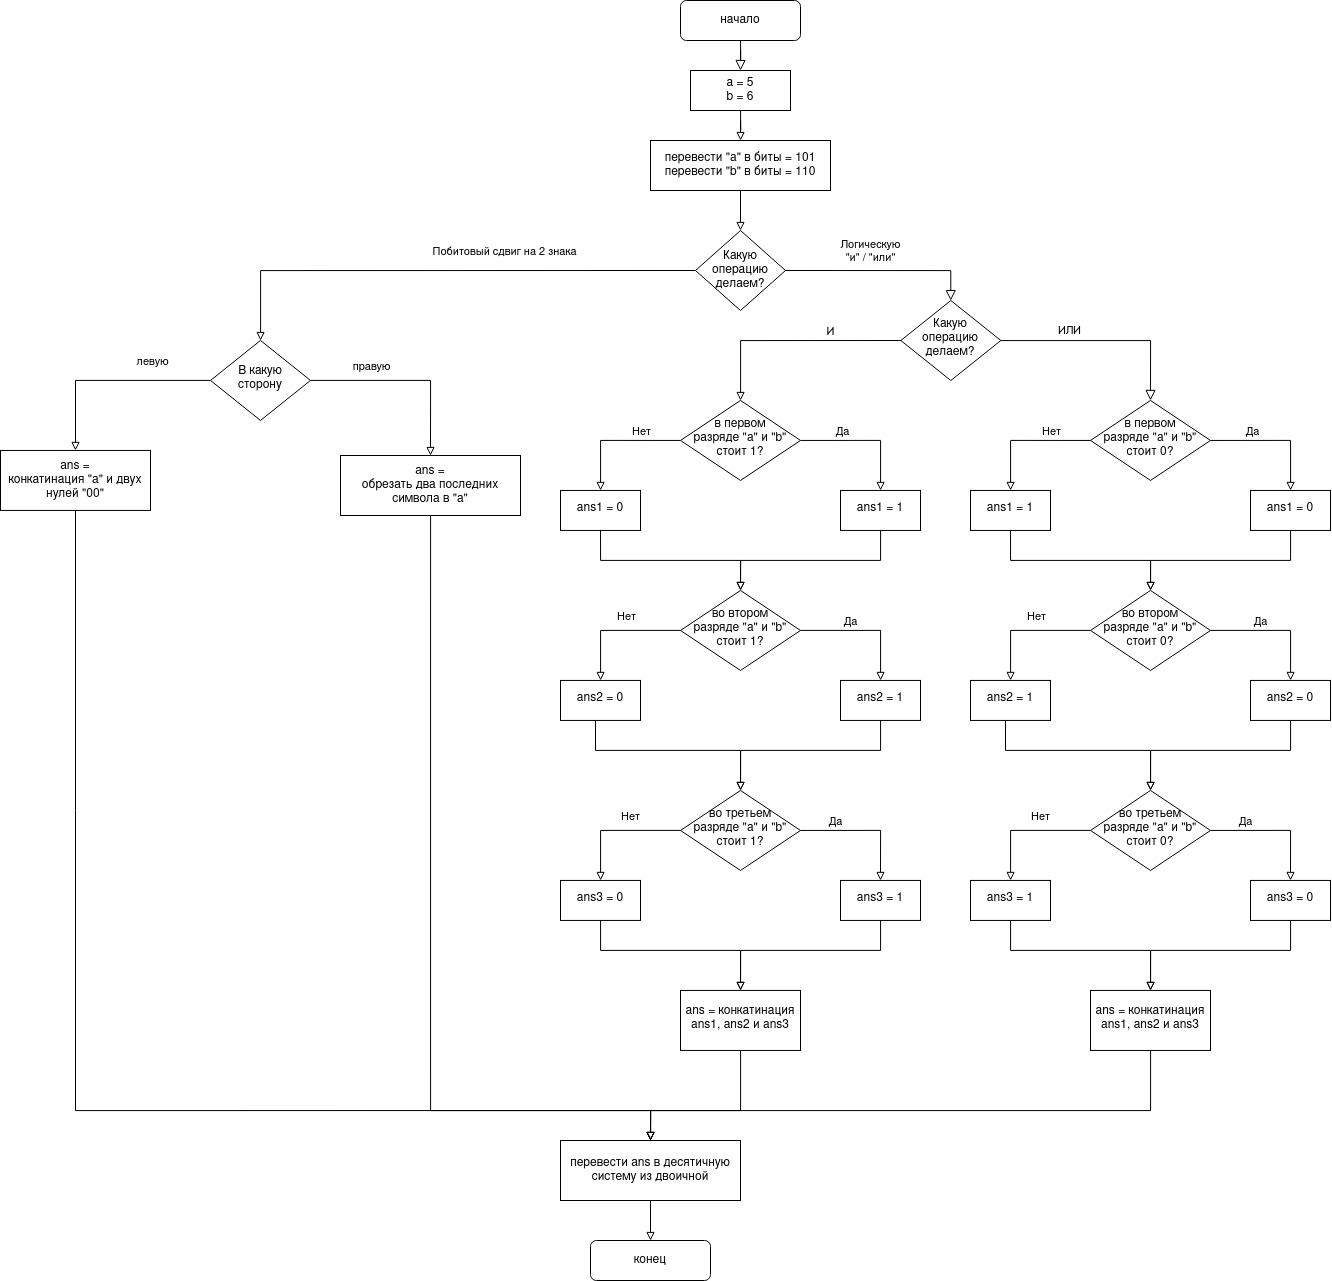 начало
a = 5
b = 6
перевести "a" в биты = 101
перевести "b" в биты = 110
Какую
операцию
делаем?
Побитовый сдвиг на 2 знака
Логическую
"и" / "или"
В какую
сторону
левую
правую
ans =
конкатинация "a" и двух
нулей "00"
ans =
обрезать два последних
символа в "a"
Какую
операцию
делаем?
И
ИЛИ
в первом
разряде "a" и "b"
стоит 1?
Нет
Да
ans1 = 0
ans1 = 1
во втором
разряде "a" и "b"
стоит 1?
Нет
Да
ans2 = 0
ans2 = 1
во третьем
разряде "a" и "b"
стоит 1?
Нет
Да
ans3 = 0
ans3 = 1
ans = конкатинация
ans1, ans2 и ans3
в первом
разряде "a" и "b"
стоит 0?
Нет
Да
ans1 = 1
ans1 = 0
во втором
разряде "a" и "b"
стоит 0?
Нет
Да
ans2 = 1
ans2 = 0
во третьем
разряде "a" и "b"
стоит 0?
Нет
Да
ans3 = 1
ans3 = 0
ans = конкатинация
ans1, ans2 и ans3
перевести ans в десятичную
систему из двоичной
конец